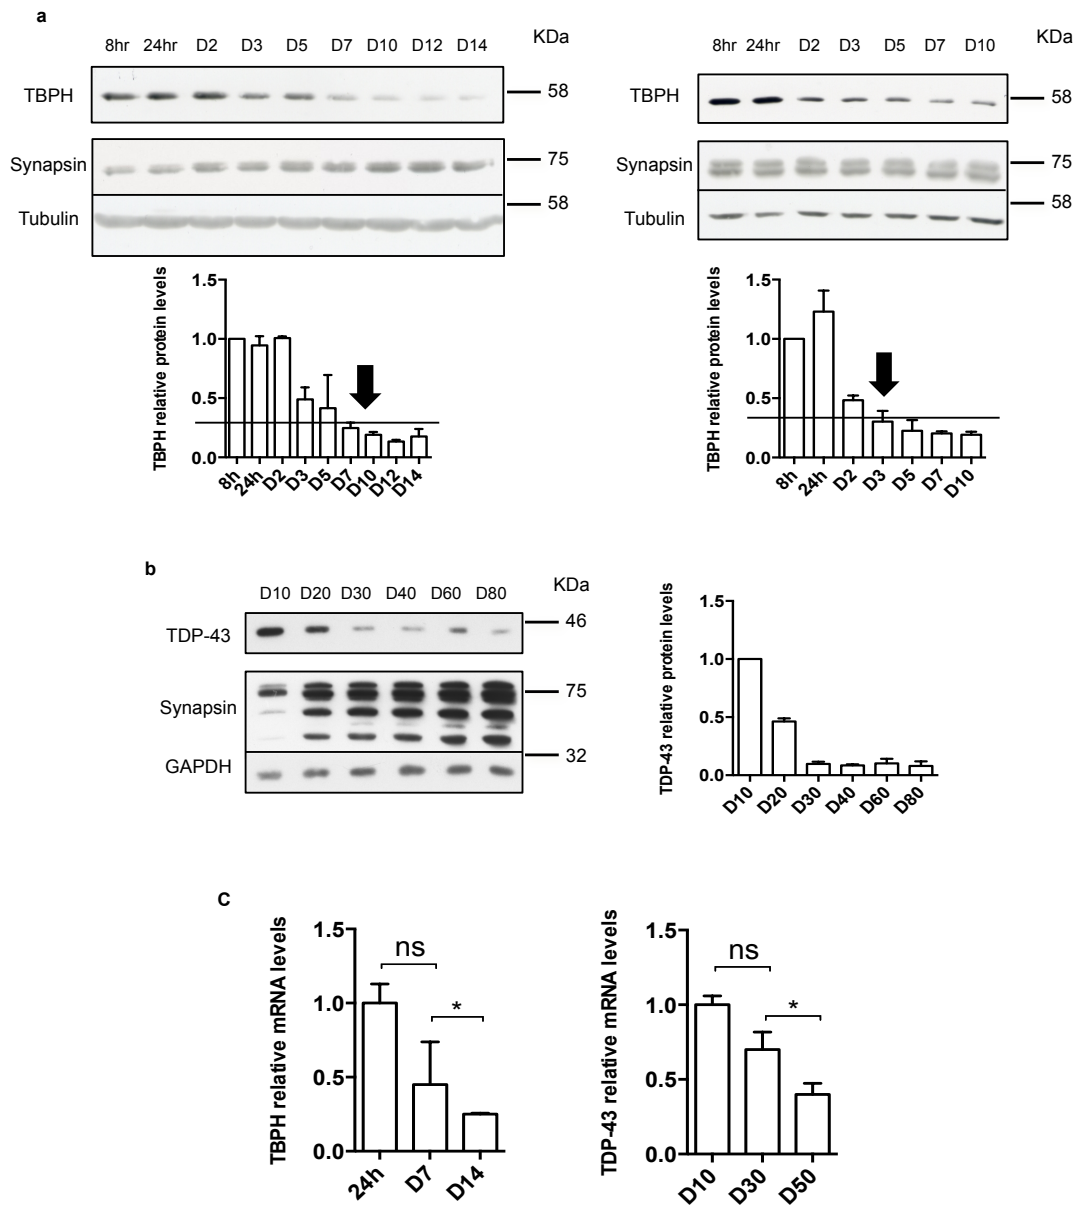 a
8hr 24hr D2 D3 D5 D7 D10 D12 D14 KDa
TBPH 58
Synapsin 75
58
Tubulin
8hr 24hr D2 D3 D5 D7 D10 KDa
TBPH 58
Synapsin 75
58
Tubulin
TBPH relative protein levels
1.5
1.0
0.5
0.0
8h 24h D2 D3 D5 D7 D10 D12 D14
TBPH relative protein levels
1.5
1.0
0.5
0.0
8h 24h D2 D3 D5 D7 D10
b
D10 D20 D30 D40 D60 D80 KDa
TDP-43 46
75
Synapsin
32
GAPDH
TDP-43 relative protein levels
1.5
1.0
0.5
0.0
D10 D20 D30 D40 D60 D80
C
TBPH relative mRNA levels
1.5
1.0
0.5
0.0
ns
*
24h D7 D14
TDP-43 relative mRNA levels
1.5
1.0
0.5
0.0
ns
*
D10 D30 D50